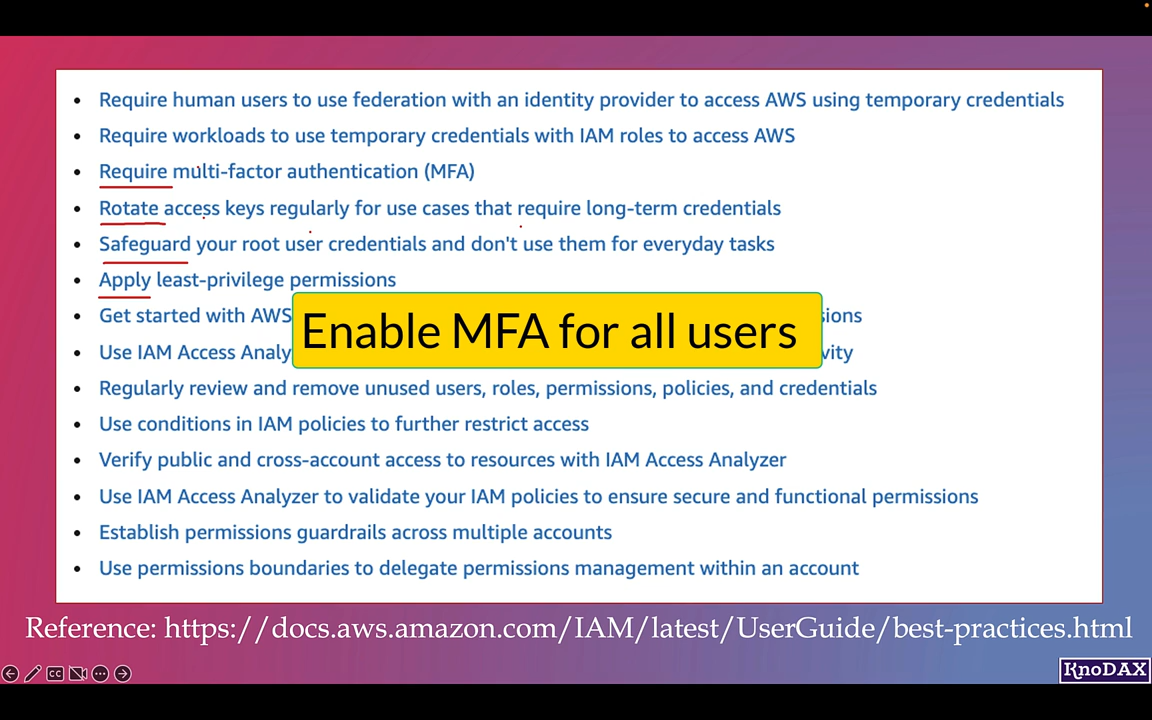 • Require human users to use federation with an identity provider to access AWS using temporary credentials
• Require workloads to use temporary credentials with IAM roles to access AWS
• Require multi-factor authentication (MFA)
• Rotate access keys regularly for use cases that require long-term credentials
• Safeguard your root user credentials and don't use them for everyday tasks
• Apply least-privilege permissions
• Get started with AWS
Enable MFA for all users
• Use IAM Access
• Regularly review and remove unused users, roles, permissions, policies, and credentials
• Use conditions in IAM policies to further restrict access
• Verify public and cross-account access to resources with IAM Access Analyzer
• Use IAM Access Analyzer to validate your IAM policies to ensure secure and functional permissions
• Establish permissions guardrails across multiple accounts
• Use permissions boundaries to delegate permissions management within an account
Reference: https://docs.aws.amazon.com/IAM/latest/UserGuide/best-practices.html
CC
KnoDAX